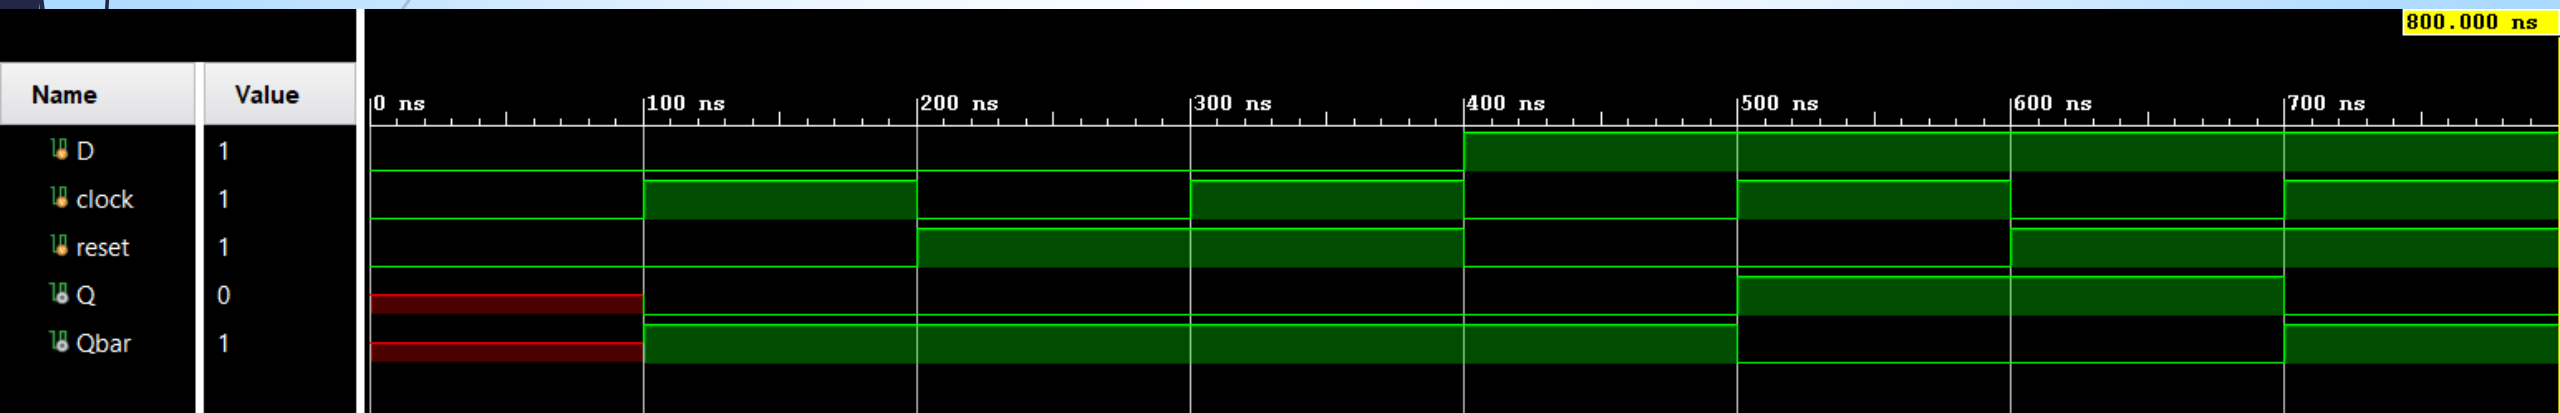 800.000 ns
Name Value
0 ns 100 ns 200 ns 300 ns 400 ns 500 ns 600 ns 700 ns
D 1
clock 1
reset 1
Q 0
Qbar 1